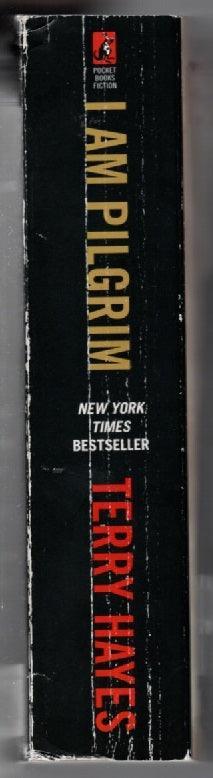 POCKET
BOOKS
FICTION
I AM PILGRIM
NEW YORK
TIMES
BESTSELLER
TERRY HAYES